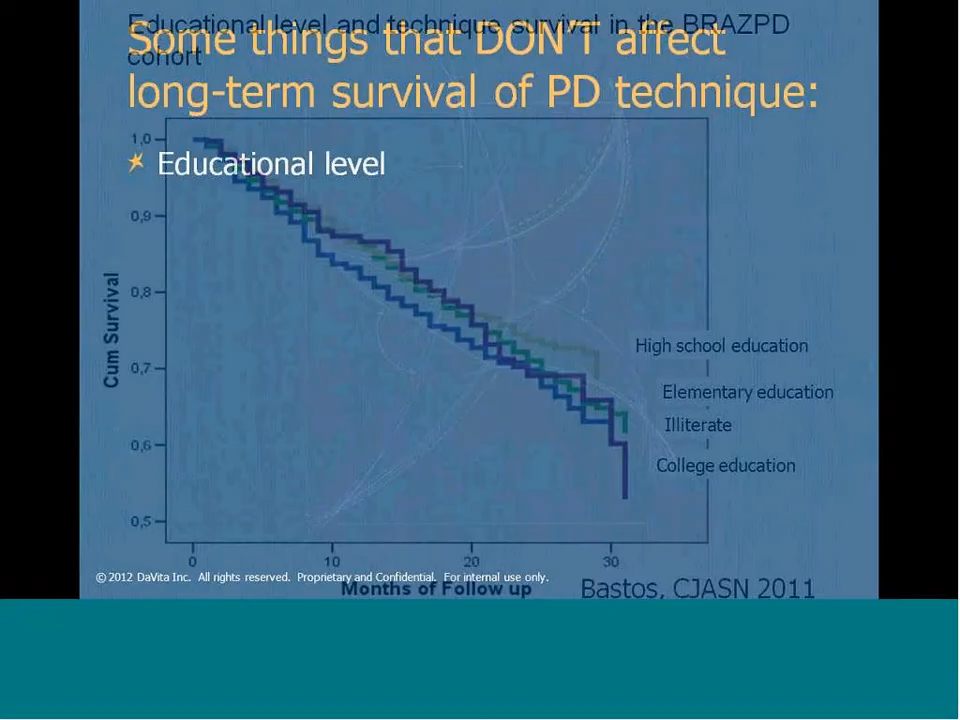 Educational level and technique survival in the BRAZPD
cohort
Some things that DON'T affect
long-term survival of PD technique:
Educational level
1,0
0,9
0,8
0,7
0,6
0,5
Cum Survival
High school education
Elementary education
Illiterate
College education
0 10 20 30
© 2012 DaVita Inc. All rights reserved. Proprietary and Confidential. For internal use only.
Months of Follow up
Bastos, CJASN 2011